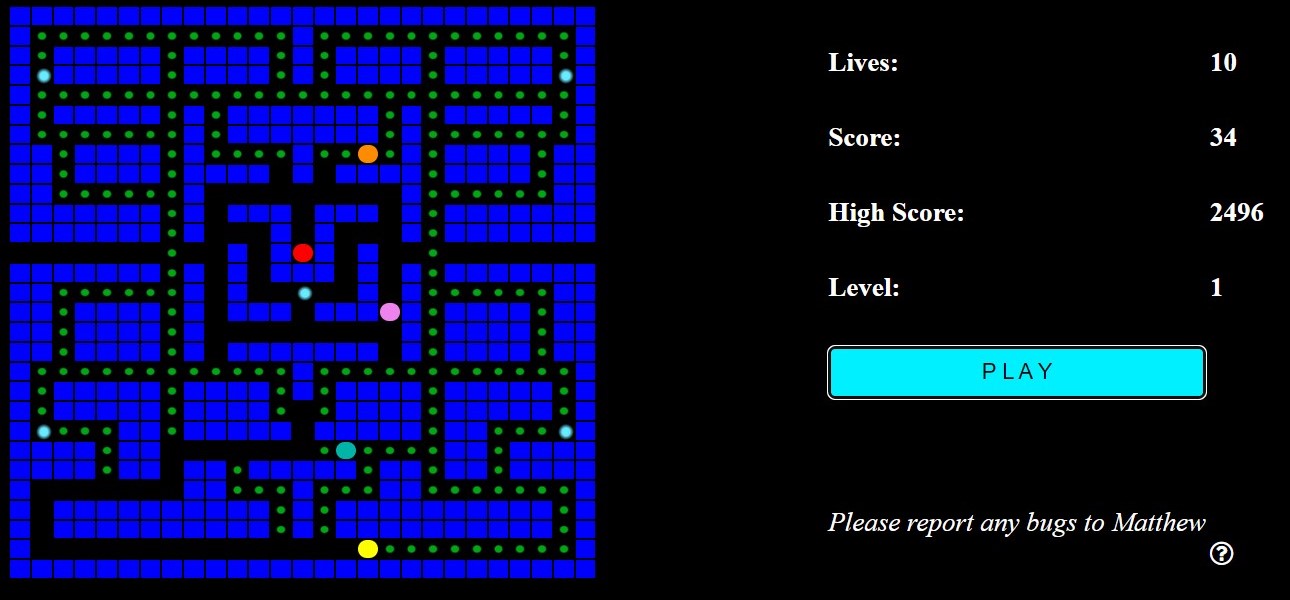 Lives: 10
Score: 34
High Score: 2496
Level: 1
PLAY
Please report any bugs to Matthew
?